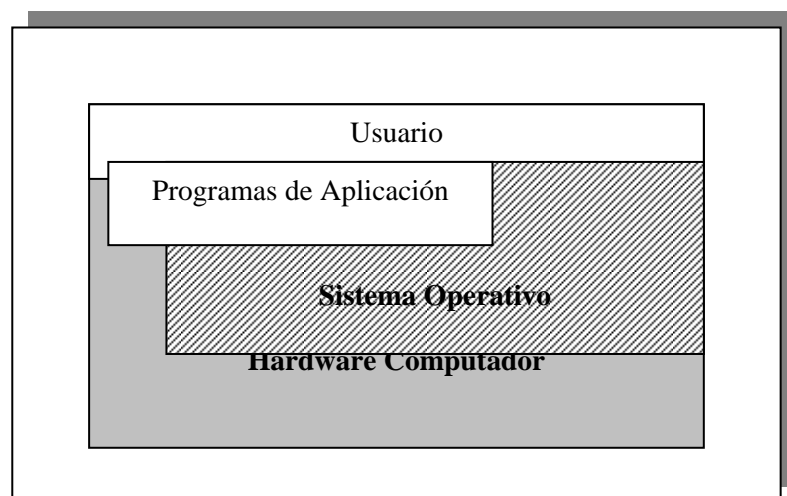 Usuario
Programas de Aplicación
Sistema Operativo
Hardware Computador